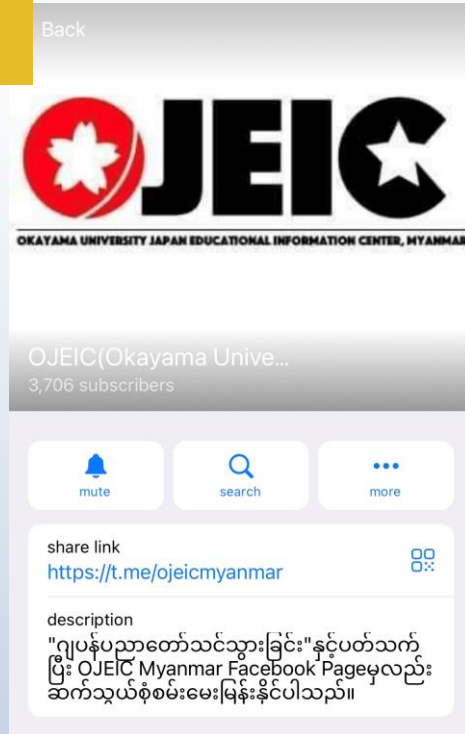 Back
OJEIC
OKAYAMA UNIVERSITY JAPAN EDUCATIONAL INFORMATION CENTER, MYANMAR
OJEIC(Okayama Unive...
3,706 subscribers
mute
search
more
share link
https://t.me/ojeicmyanmar
description
"ဂျပန်ပညာတော်သင်သွားခြင်း"နှင့်ပတ်သက်
ပြီး OJEIC Myanmar Facebook Pageမှလည်း
ဆက်သွယ်စုံစမ်းမေးမြန်းနိုင်ပါသည်။